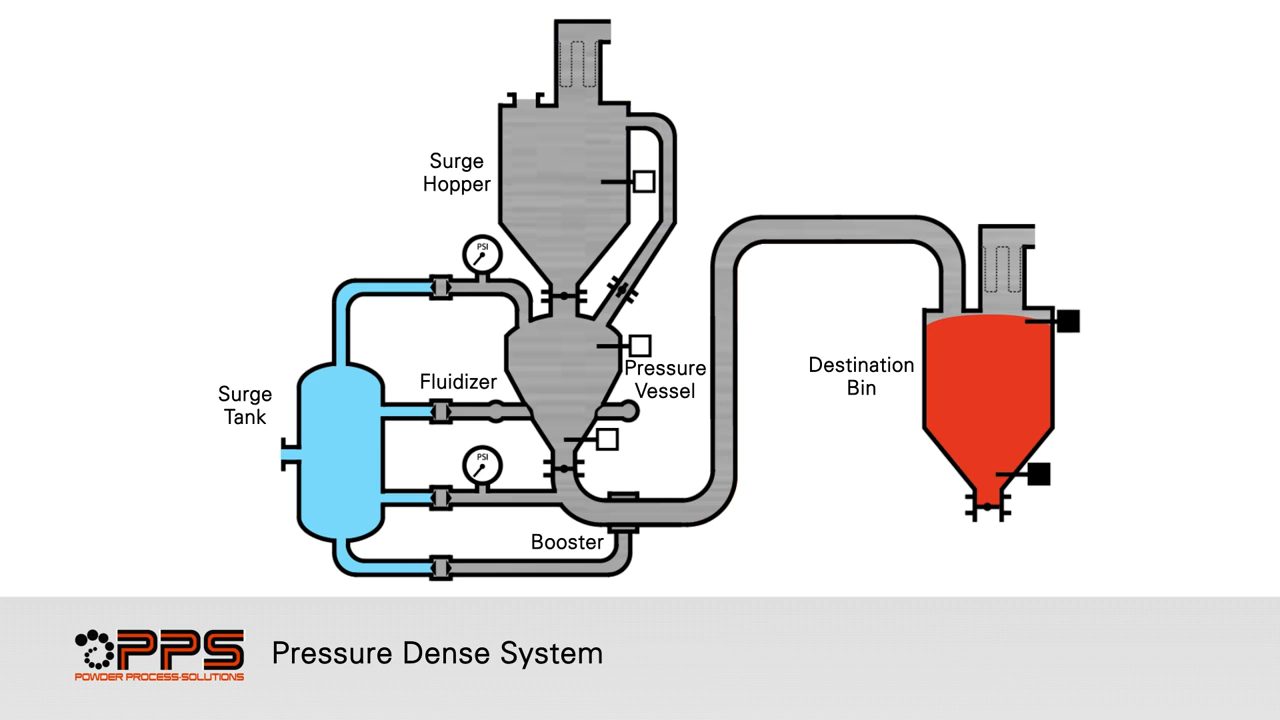 Surge
Hopper
PSI
Pressure
Vessel
Fluidizer
Surge
Tank
Destination
Bin
PSI
Booster
PPS
POWDER PROCESS-SOLUTIONS
Pressure Dense System